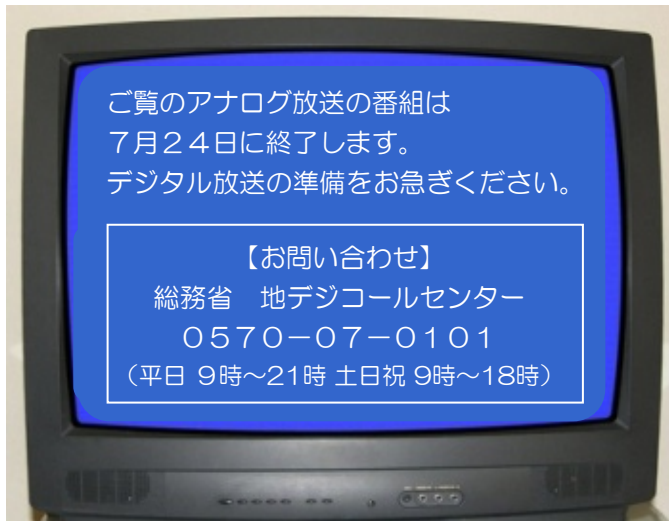 ご覧のアナログ放送の番組は
７月２４日に終了します。
デジタル放送の準備をお急ぎください。
【お問い合わせ】
総務省　地デジコールセンター
０５７０－０７－０１０１
（平日 9時～21時 土日祝 9時～18時）